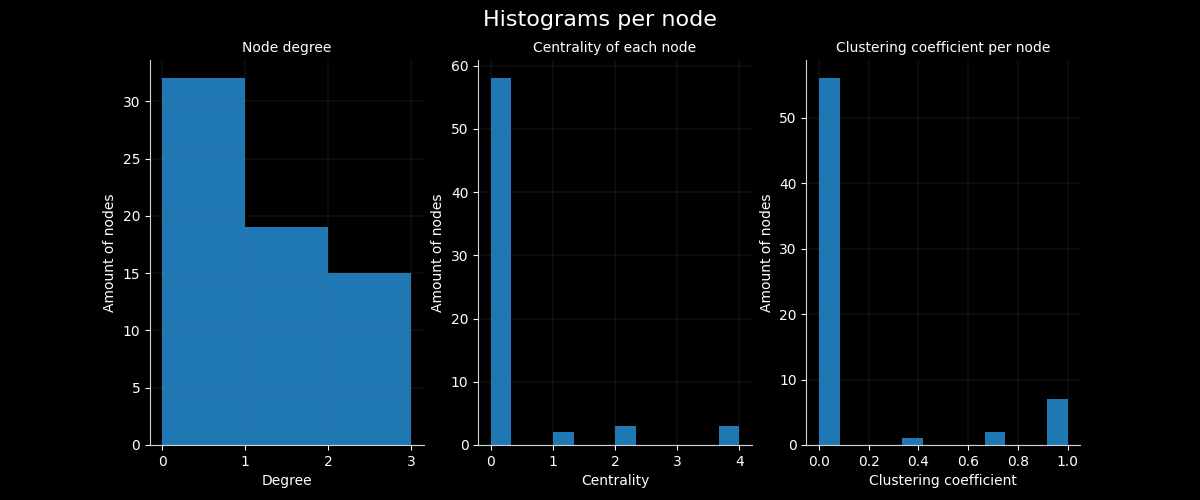 Histograms per node
Node degree
Amount of nodes
30
25
20
15
10
5
0
0 1 2 3
Degree
Centrality of each node
Amount of nodes
60
50
40
30
20
10
0
0 1 2 3 4
Centrality
Clustering coefficient per node
Amount of nodes
50
40
30
20
10
0
0.0 0.2 0.4 0.6 0.8 1.0
Clustering coefficient